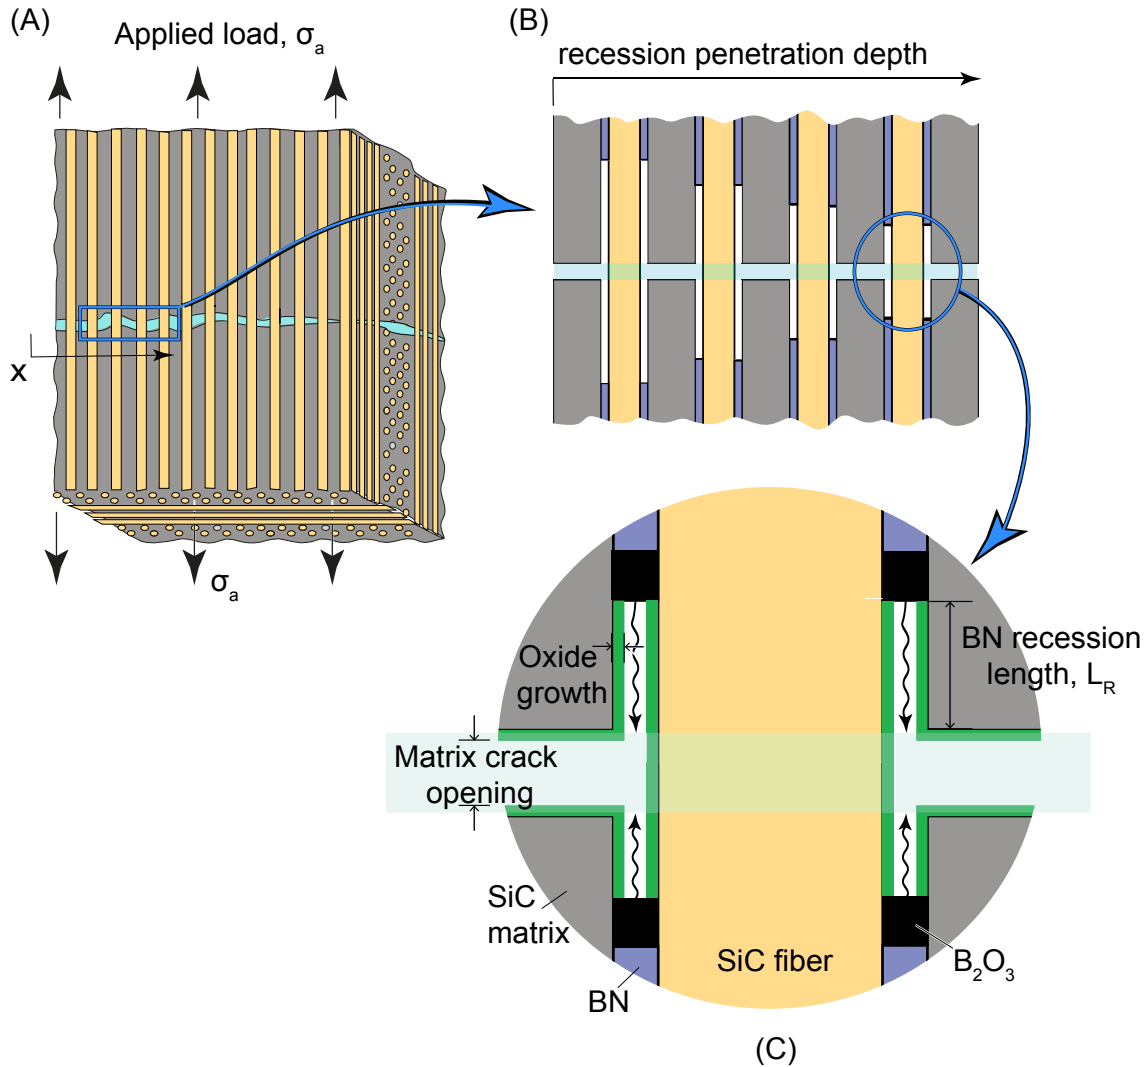 (A)
Applied load, σₐ
x
σₐ
(B)
recession penetration depth
Oxide
growth
BN recession
length, L_R
Matrix crack
opening
SiC
matrix
BN
SiC fiber
B₂O₃
(C)